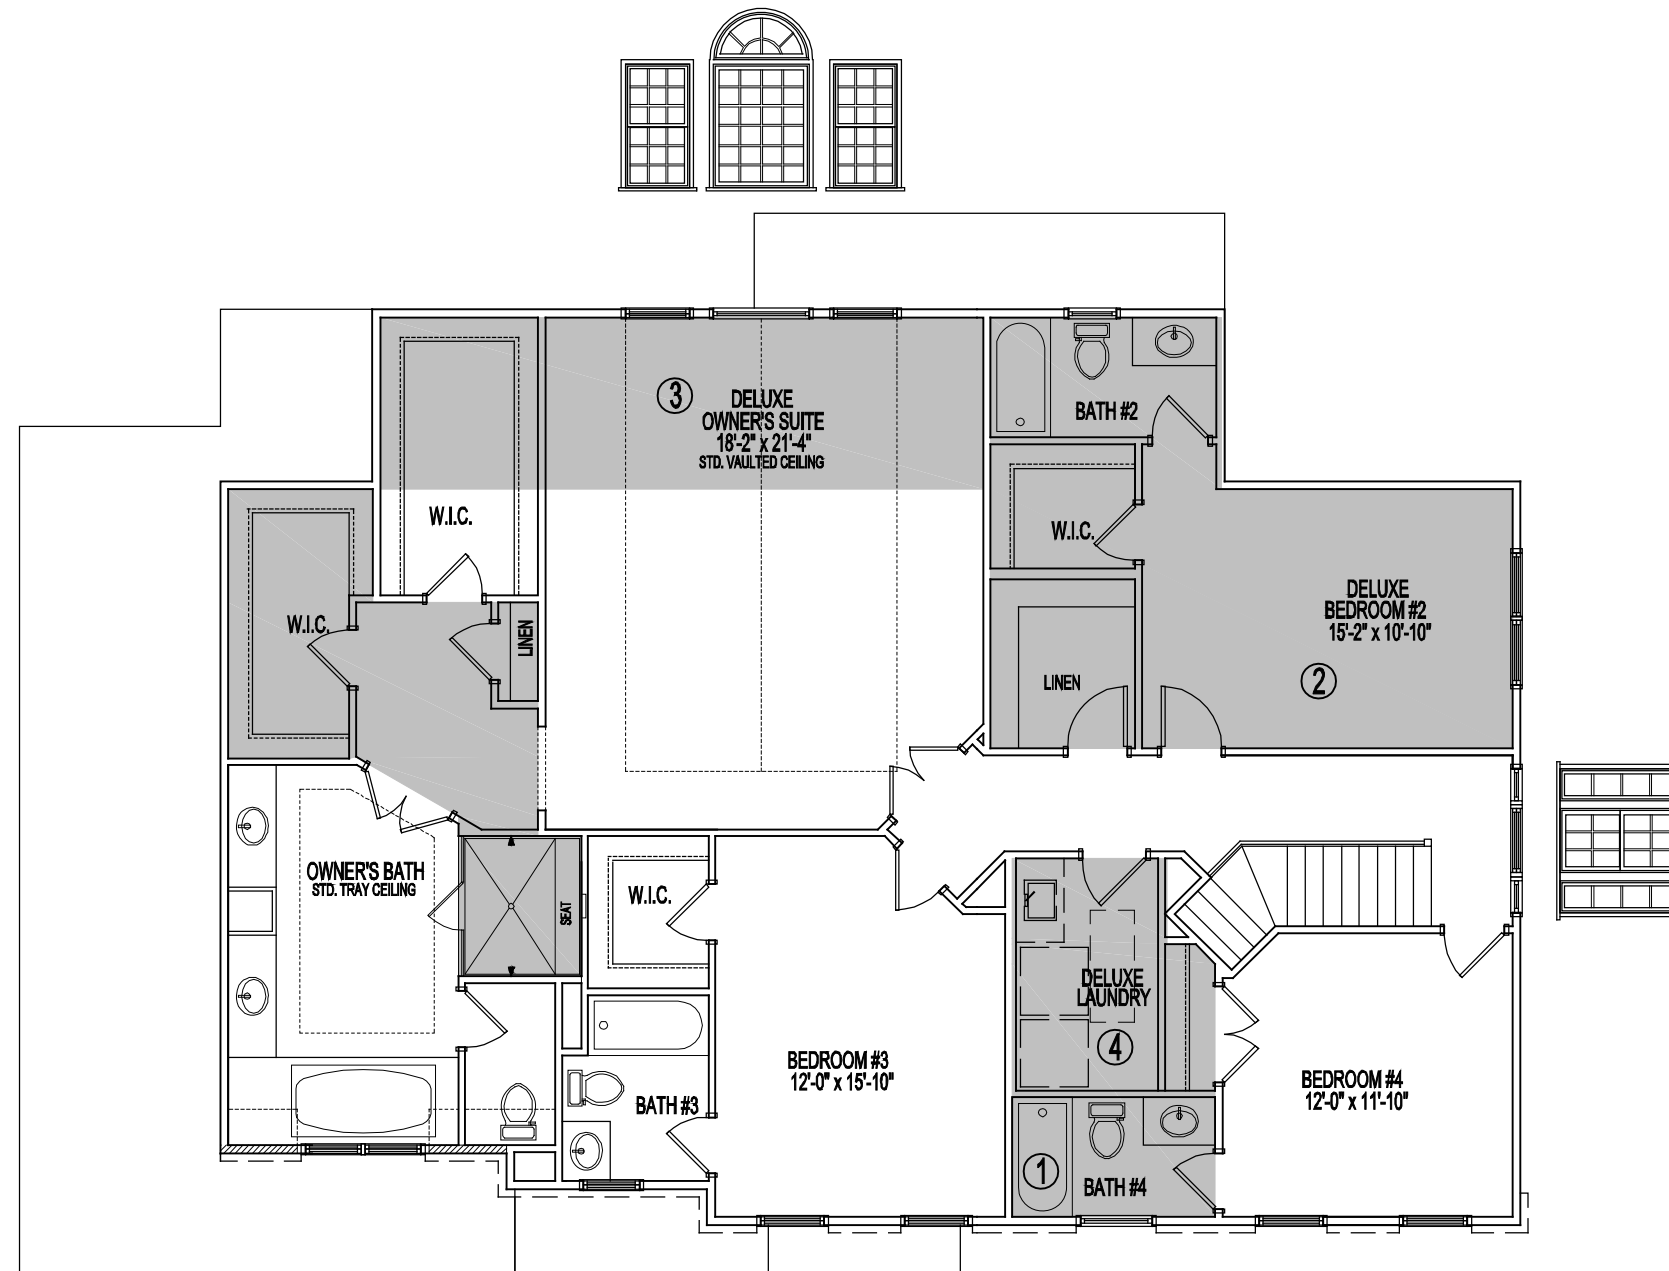 3
DELUXE
OWNER'S SUITE
18'-2" x 21'-4"
STD. VAULTED CEILING
BATH #2
W.I.C.
W.I.C.
DELUXE
BEDROOM #2
15'-2" x 10'-10"
W.I.C.
LINEN
LINEN
2
OWNER'S BATH
STD. TRAY CEILING
SEAT
W.I.C.
DELUXE
LAUNDRY
4
BEDROOM #3
12'-0" x 15'-10"
BEDROOM #4
12'-0" x 11'-10"
BATH #3
1
BATH #4